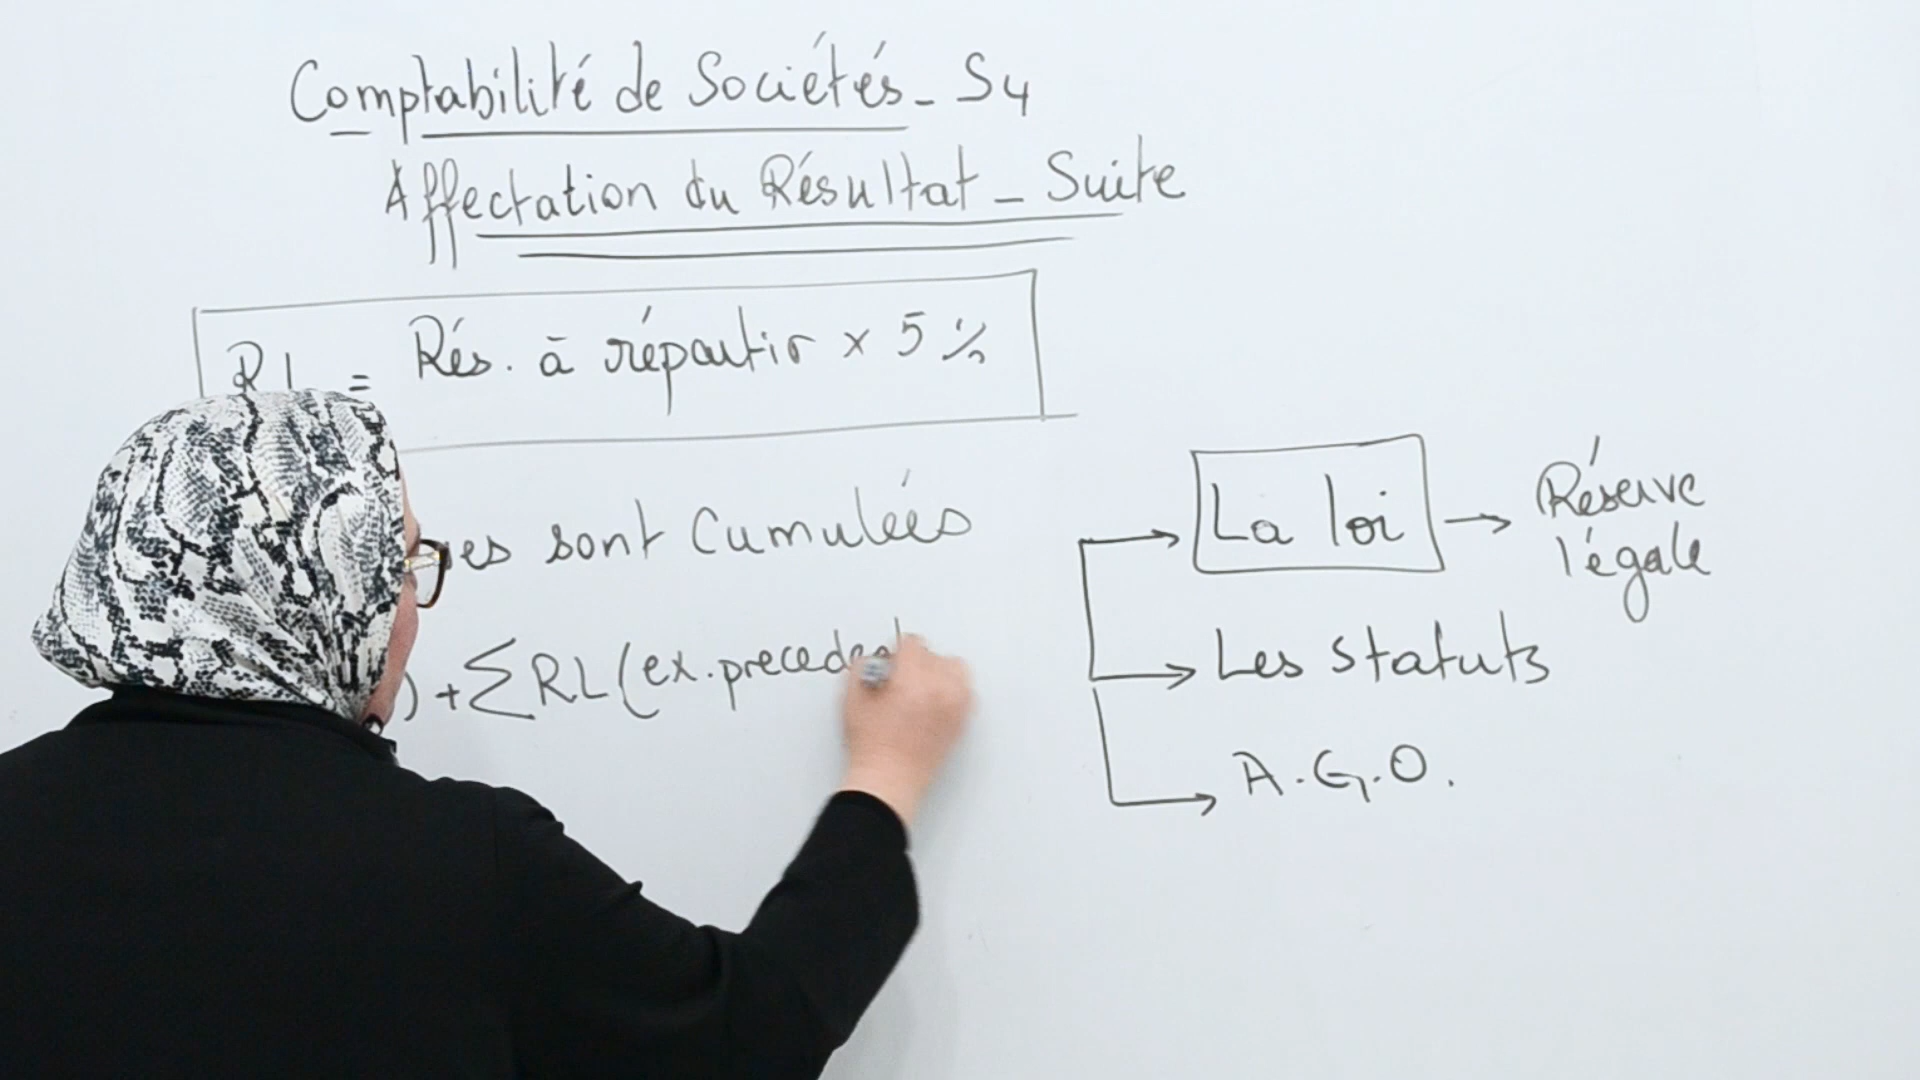 Comptabilité de Sociétés - S4
Affectation du Résultat - Suite
RL = Rés. à répartir x 5%
sont Cumulées
) + ∑RL(ex.precedent
La loi → Réserve légale
Les statuts
A.G.O.